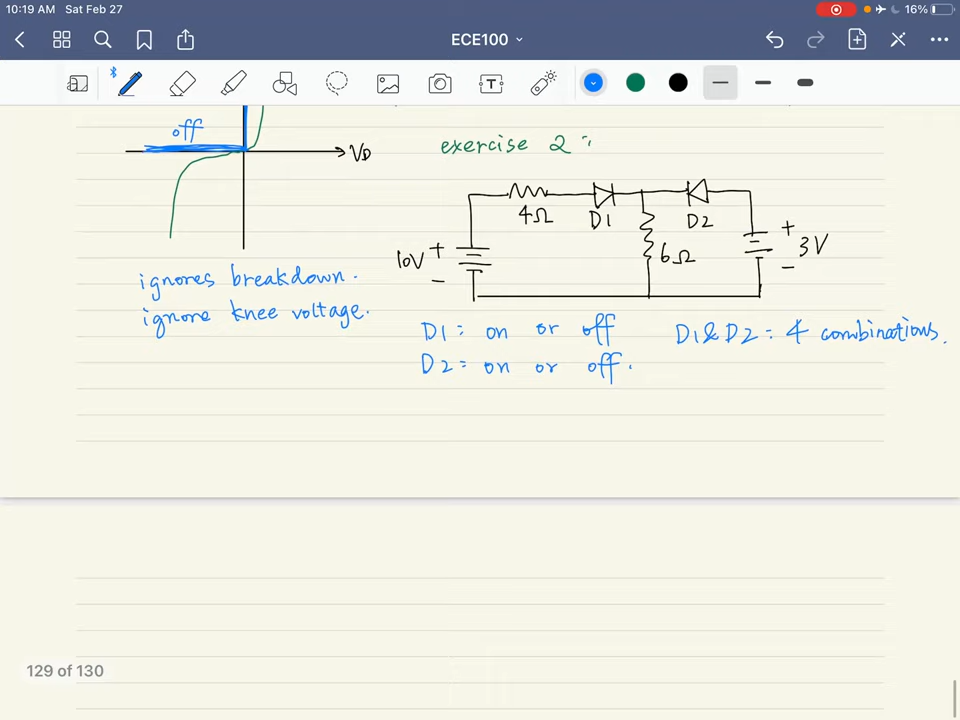 10:19 AM Sat Feb 27
16%
ECE100
T
off
VD
exercise 2 :
4Ω
D1
D2
10V + -
6Ω
+ 3V -
ignores breakdown.
ignore knee voltage.
D1 = on or off
D1&D2 = 4 combinations.
D2 = on or off.
129 of 130